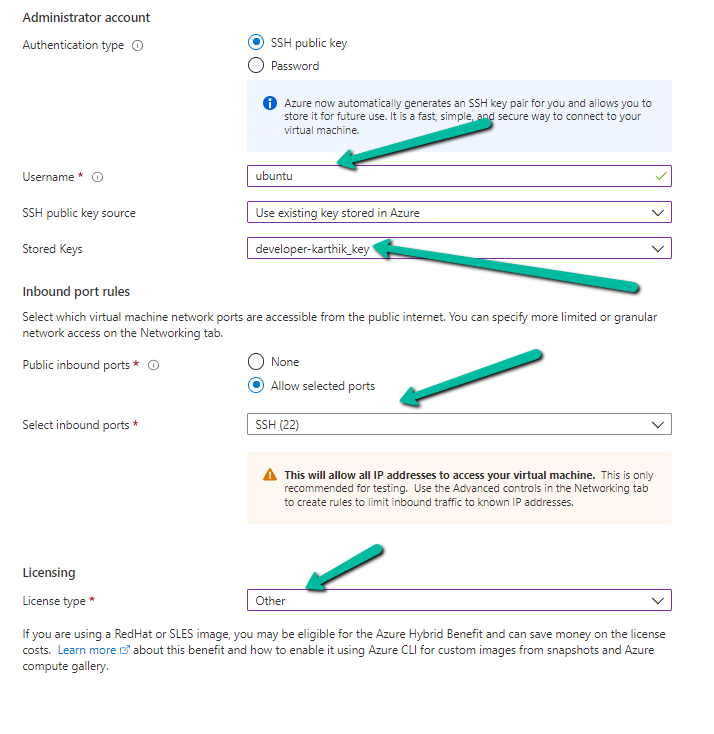 Administrator account
Authentication type
SSH public key
Password
Azure now automatically generates an SSH key pair for you and allows you to
store it for future use. It is a fast, simple, and secure way to connect to your
virtual machine.
Username *
ubuntu
SSH public key source
Use existing key stored in Azure
Stored Keys
developer-karthik_key
Inbound port rules
Select which virtual machine network ports are accessible from the public internet. You can specify more limited or granular
network access on the Networking tab.
Public inbound ports *
None
Allow selected ports
Select inbound ports *
SSH (22)
This will allow all IP addresses to access your virtual machine. This is only
recommended for testing. Use the Advanced controls in the Networking tab
to create rules to limit inbound traffic to known IP addresses.
Licensing
License type *
Other
If you are using a RedHat or SLES image, you may be eligible for the Azure Hybrid Benefit and can save money on the license
costs. Learn more about this benefit and how to enable it using Azure CLI for custom images from snapshots and Azure
compute gallery.